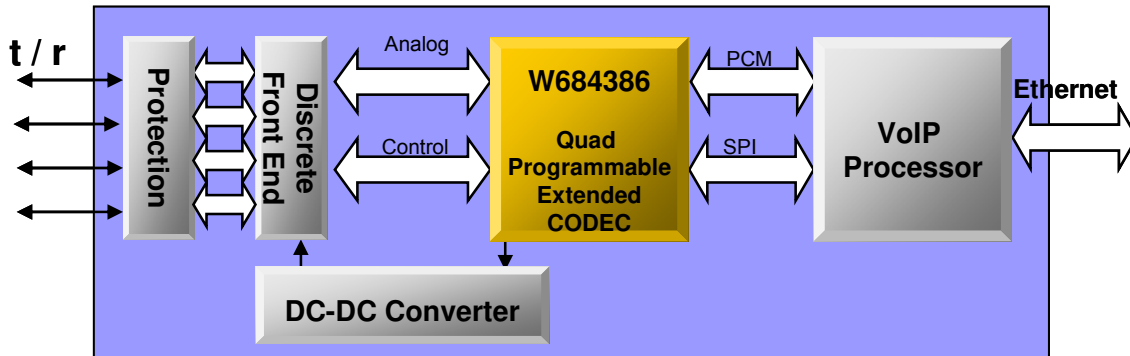 t / r
Protection
Discrete
Front End
Analog
Control
W684386
Quad
Programmable
Extended
CODEC
PCM
SPI
VoIP
Processor
Ethernet
DC-DC Converter